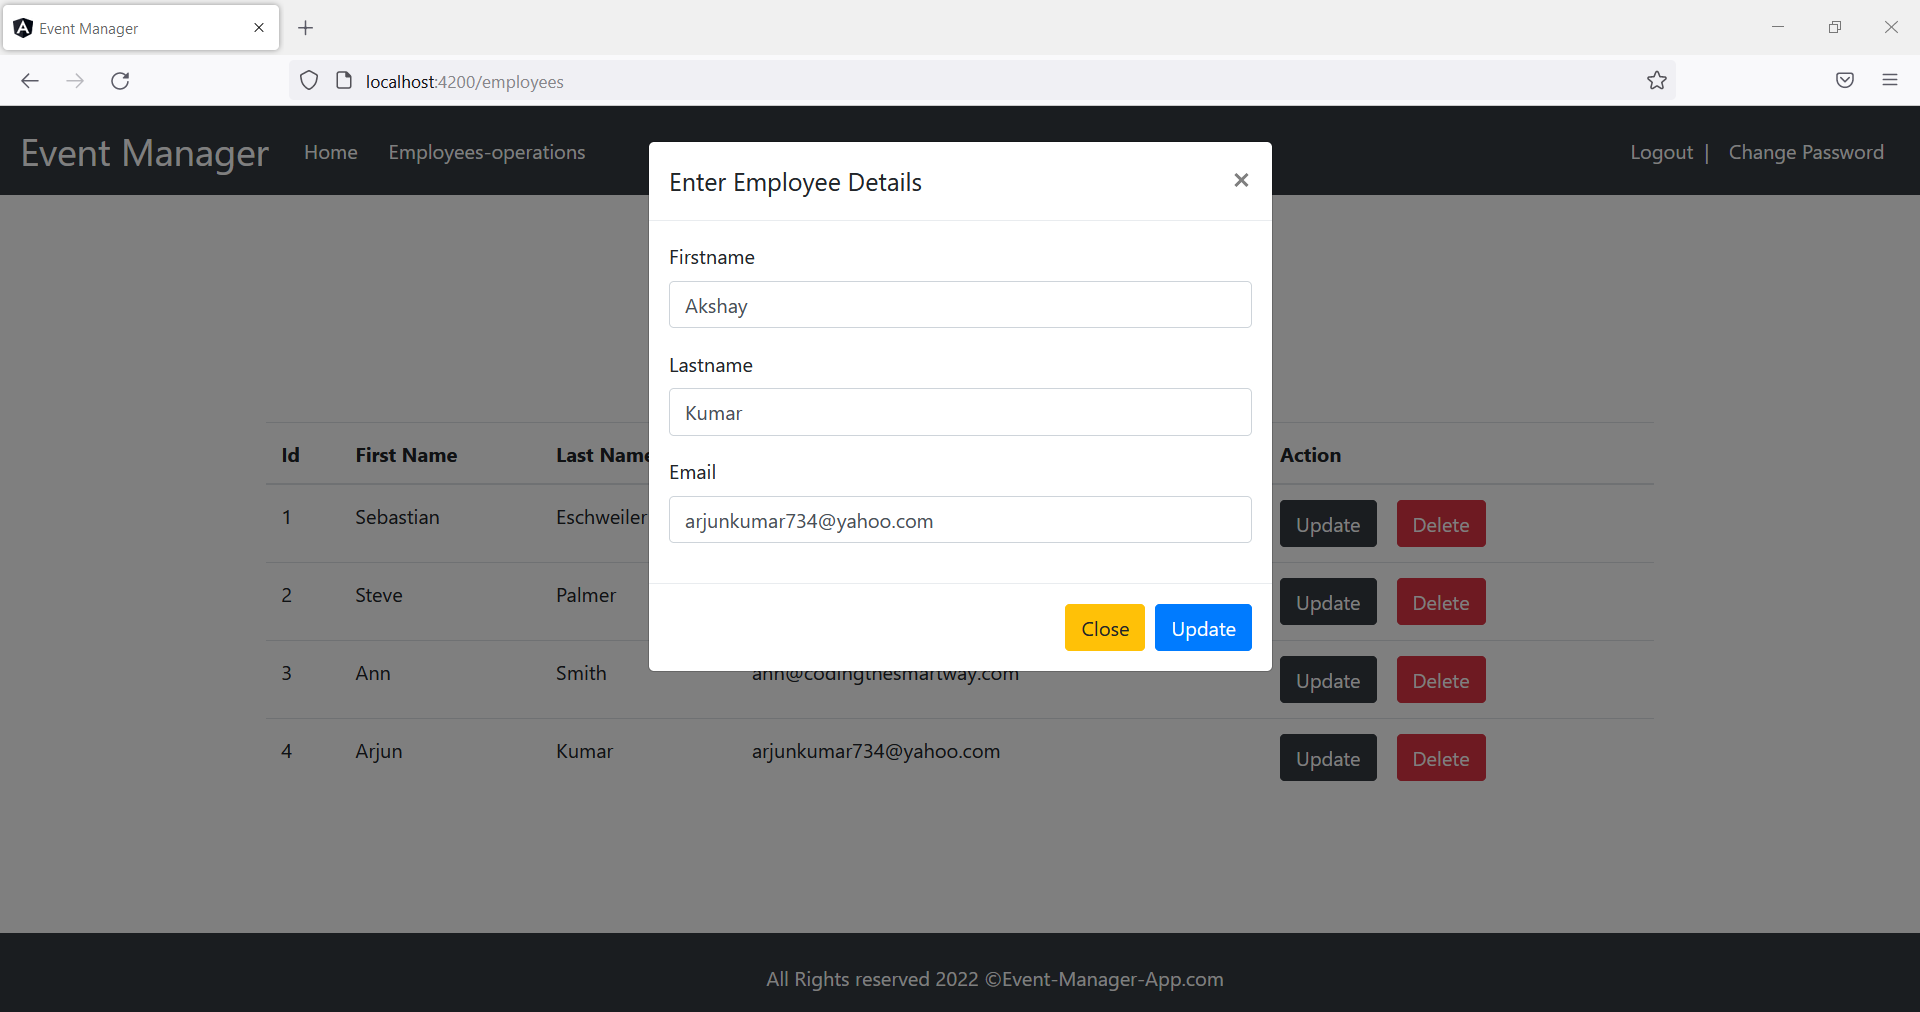 Event Manager
localhost:4200/employees
Event Manager Home Employees-operations Logout | Change Password
Enter Employee Details ×
Firstname
Akshay
Lastname
Kumar
Email
arjunkumar734@yahoo.com
Close Update
Id First Name Last Name Action
1 Sebastian Eschweiler Update Delete
2 Steve Palmer Update Delete
3 Ann Smith ann@codingthesmartway.com Update Delete
4 Arjun Kumar arjunkumar734@yahoo.com Update Delete
All Rights reserved 2022 ©Event-Manager-App.com